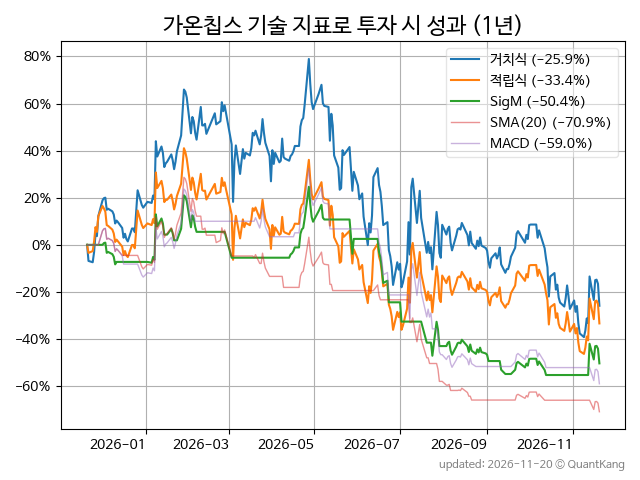 가온칩스 기술 지표로 투자 시 성과 (1년)
80%
60%
40%
20%
0%
−20%
−40%
−60%
거치식 (−25.9%)
적립식 (−33.4%)
SigM (−50.4%)
SMA(20) (−70.9%)
MACD (−59.0%)
2026-01 2026-03 2026-05 2026-07 2026-09 2026-11
updated: 2026-11-20 © QuantKang